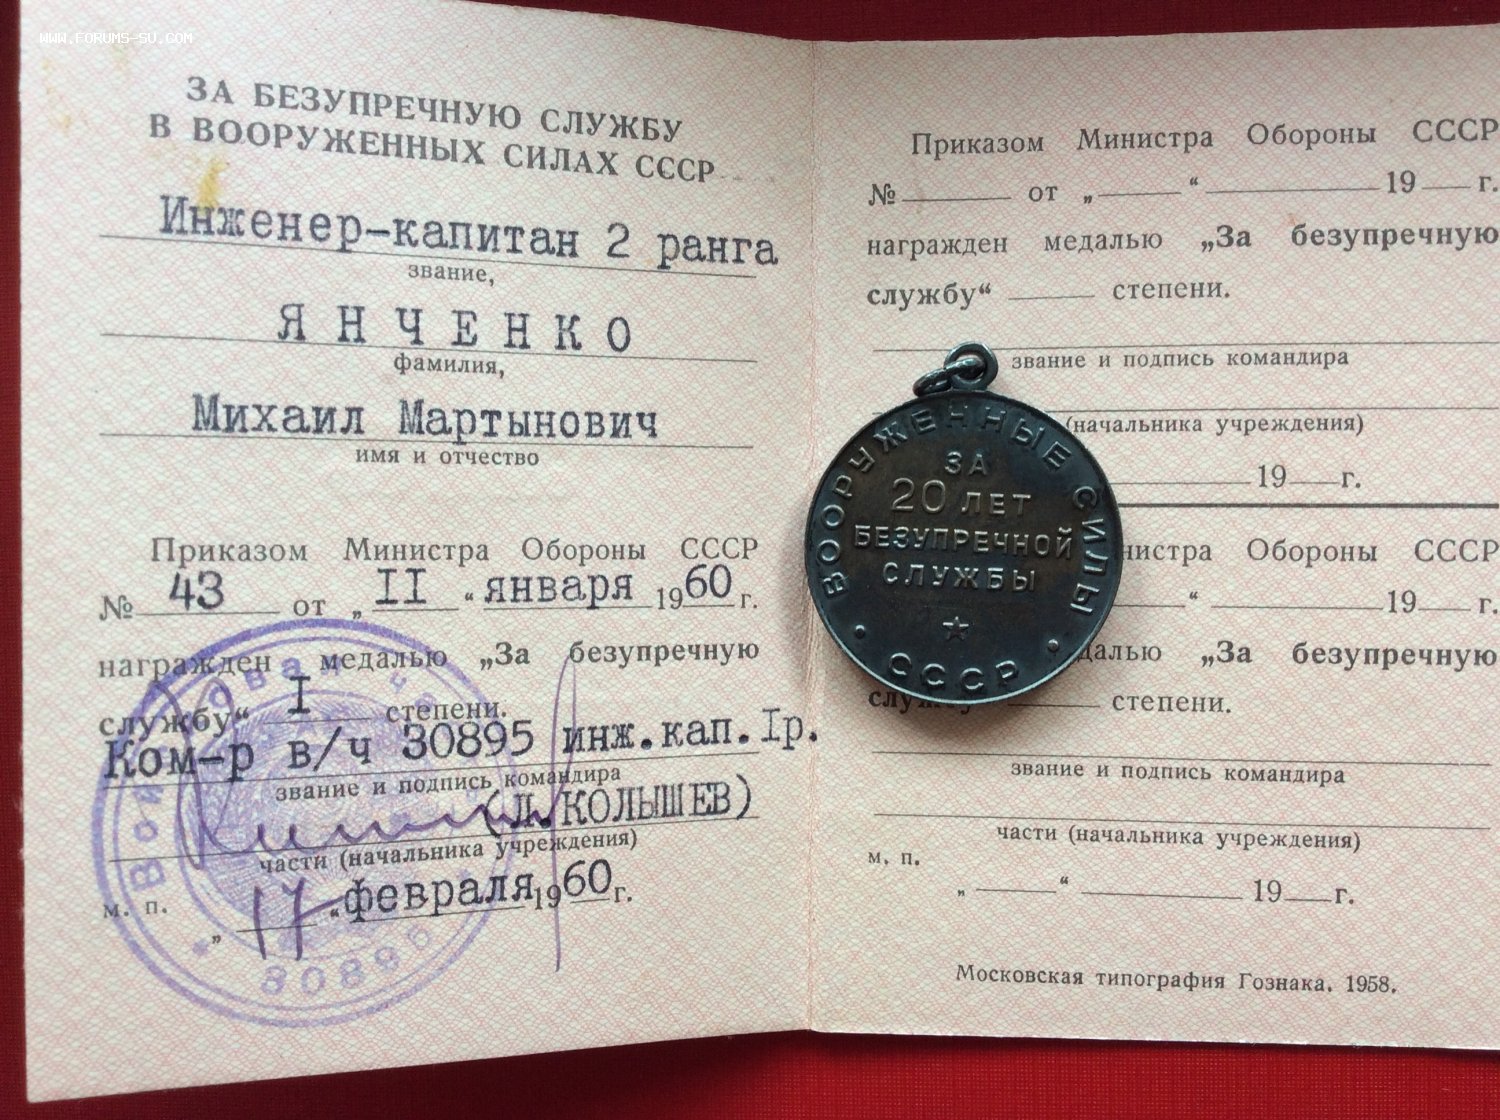 WWW.FORUMS-SU.COM
ЗА БЕЗУПРЕЧНУЮ СЛУЖБУ
В ВООРУЖЕННЫХ СИЛАХ СССР
Инженер-капитан 2 ранга
звание,
ЯНЧЕНКО
фамилия,
Михаил Мартынович
имя и отчество
Приказом Министра Обороны СССР
№ 43 от „ II “ января 1960 г.
награжден медалью „За безупречную
службу“ I степени.
Ком-р в/ч 30895 инж.кап.Iр.
звание и подпись командира
(Л.КОЛЫШЕВ)
части (начальника учреждения)
м. п.
„ 17 “ февраля 1960 г.
30895
Приказом Министра Обороны СССР
№ от „ “ 19 г.
награжден медалью „За безупречную
службу“ степени.
звание и подпись командира
(начальника учреждения)
19 г.
ВООРУЖЕННЫЕ СИЛЫ
ЗА
20 ЛЕТ
БЕЗУПРЕЧНОЙ
СЛУЖБЫ
СССР
нистра Обороны СССР
“ 19 г.
далью „За безупречную
степени.
звание и подпись командира
части (начальника учреждения)
м. п.
„ “ 19 г.
Московская типография Гознака. 1958.